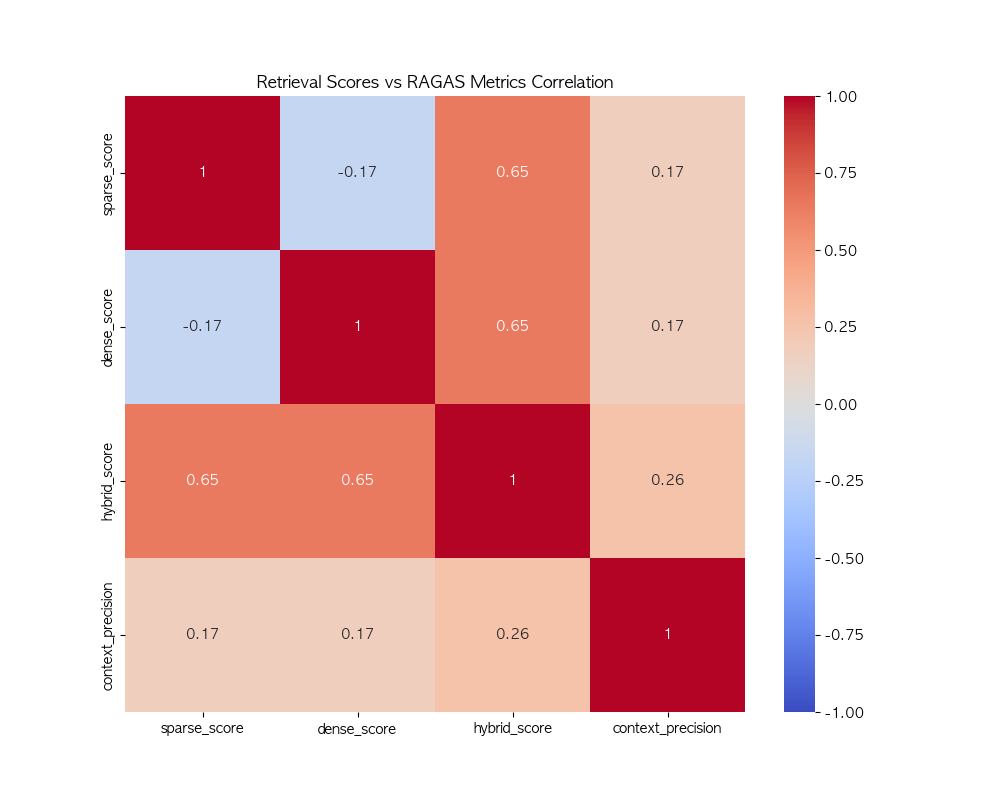 Retrieval Scores vs RAGAS Metrics Correlation
sparse_score
1
-0.17
0.65
0.17
dense_score
-0.17
1
0.65
0.17
hybrid_score
0.65
0.65
1
0.26
context_precision
0.17
0.17
0.26
1
sparse_score
dense_score
hybrid_score
context_precision
1.00
0.75
0.50
0.25
0.00
-0.25
-0.50
-0.75
-1.00